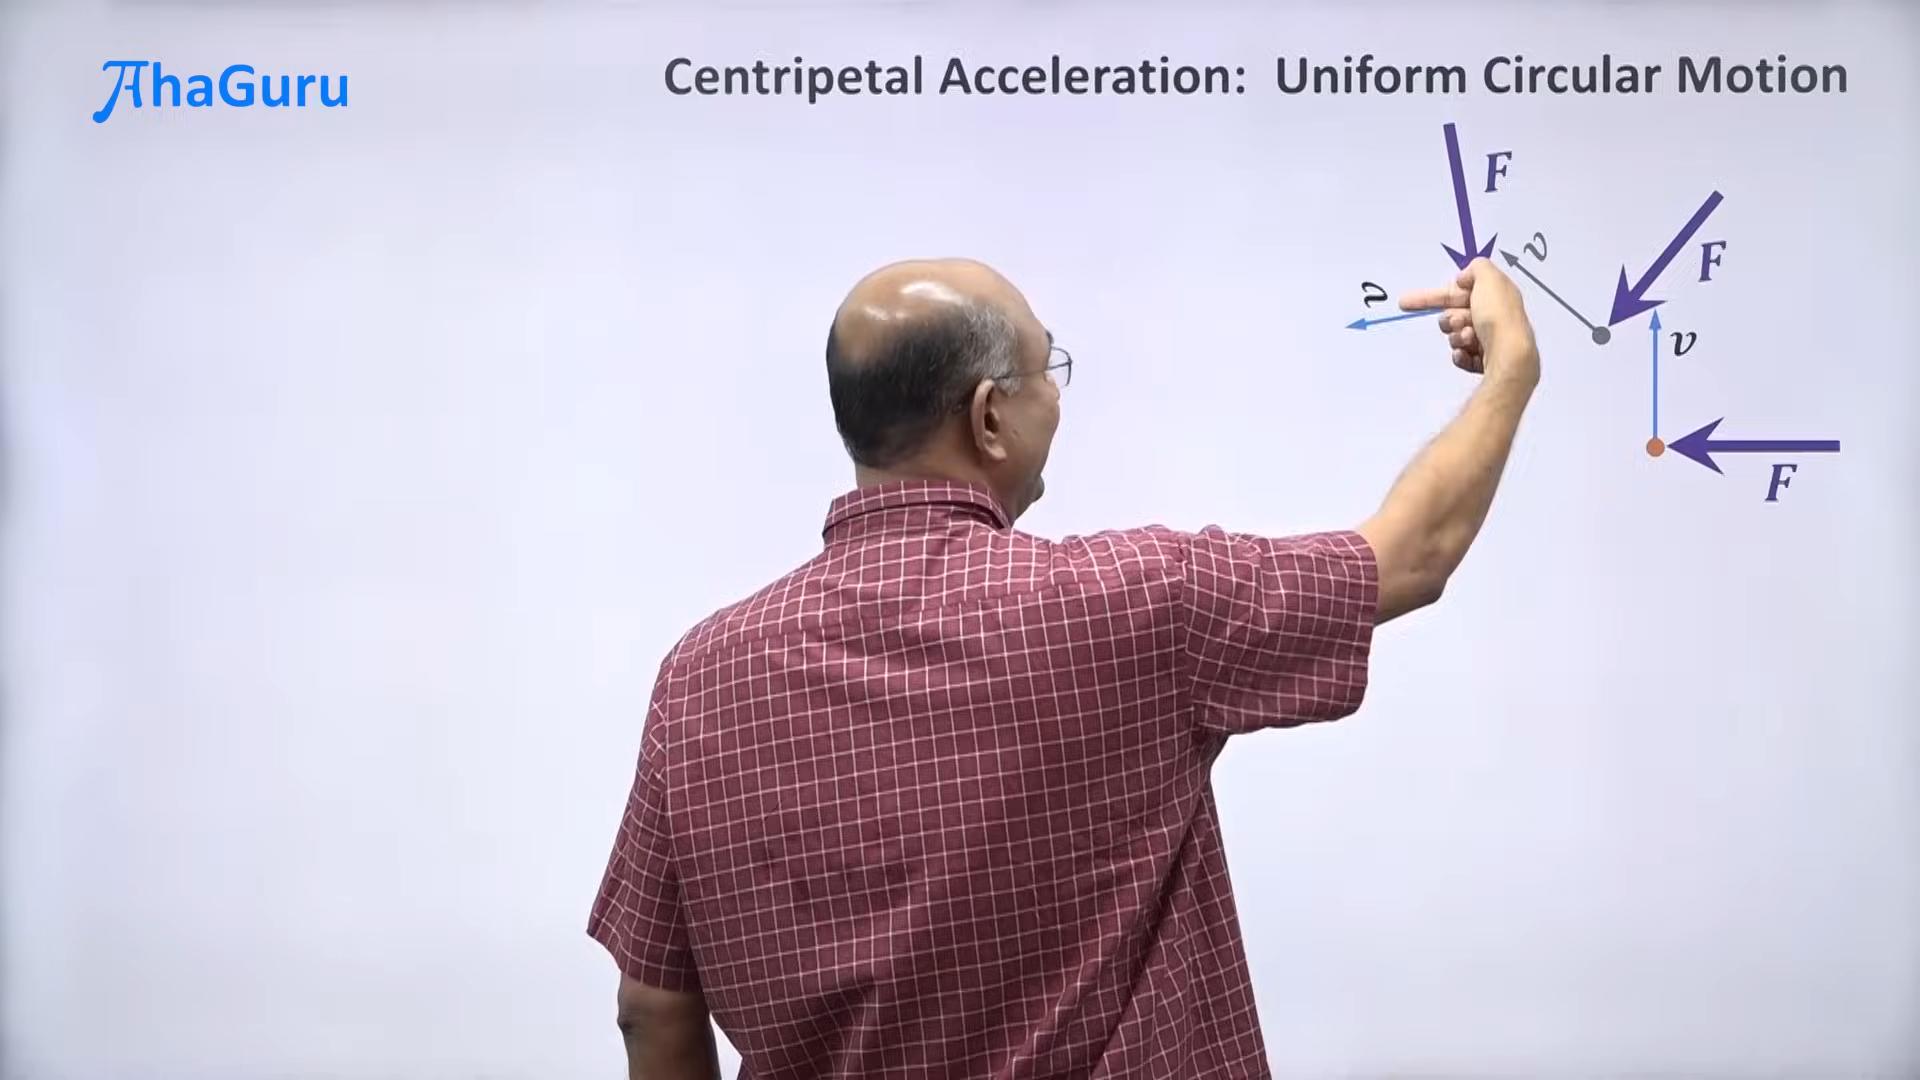 AhaGuru
Centripetal Acceleration: Uniform Circular Motion
F
v
F
v
v
F